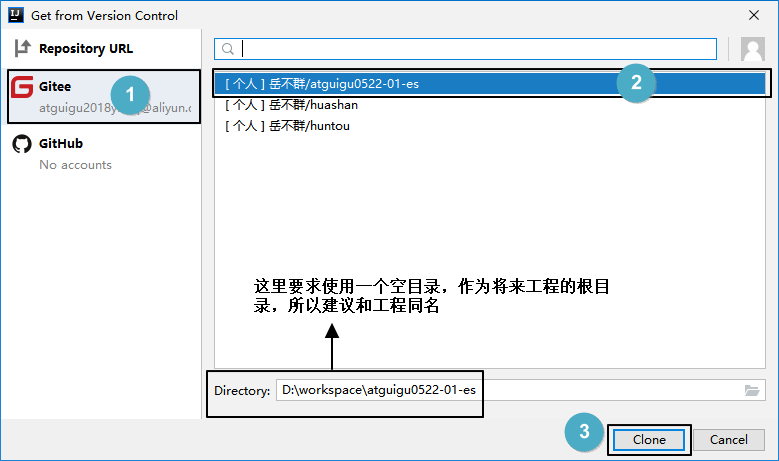 Get from Version Control
Repository URL
Gitee
atguigu2018y
@aliyun.c
GitHub
No accounts
1
[ 个人 ] 岳不群/atguigu0522-01-es
2
[ 个人 ] 岳不群/huashan
[ 个人 ] 岳不群/huntou
这里要求使用一个空目录，作为将来工程的根目
录，所以建议和工程同名
Directory: D:\workspace\atguigu0522-01-es
3
Clone
Cancel